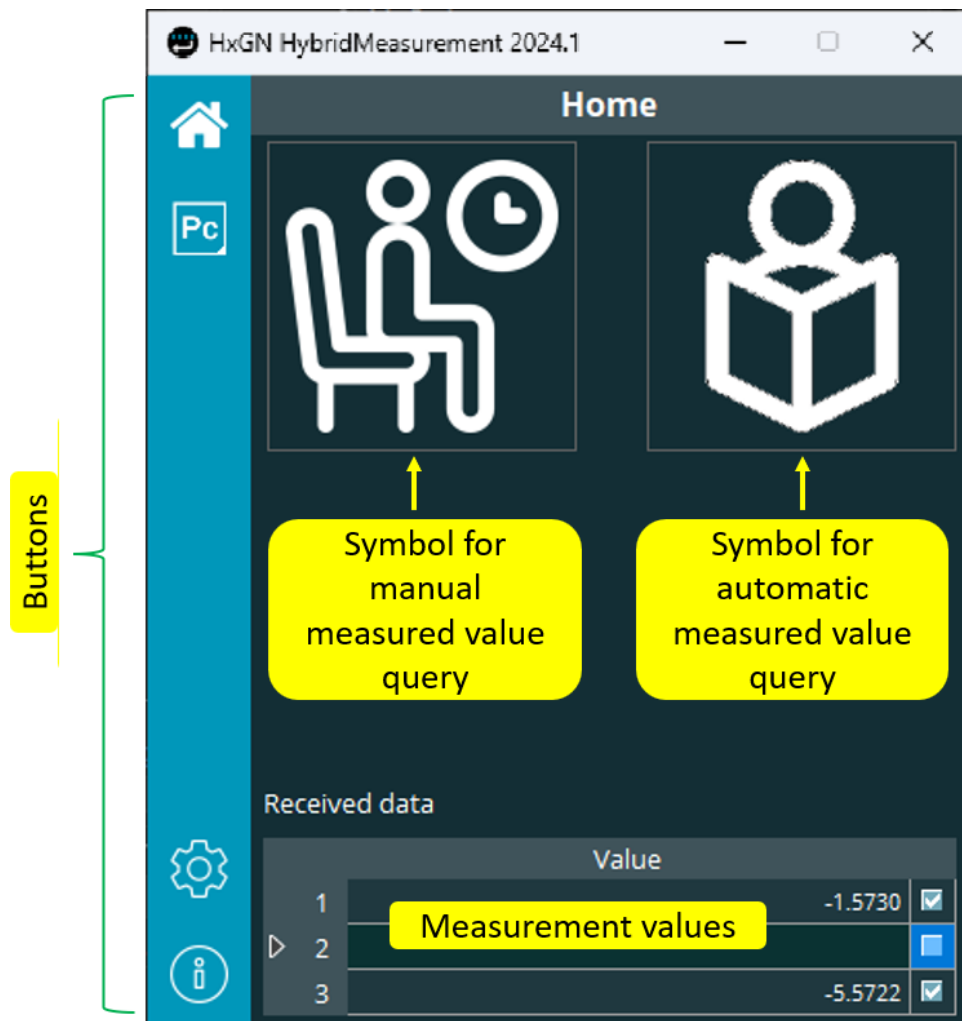 HxGN HybridMeasurement 2024.1
Home
Pc
Buttons
Symbol for
manual
measured value
query
Symbol for
automatic
measured value
query
Received data
Value
1 -1.5730
Measurement values
2
3 -5.5722